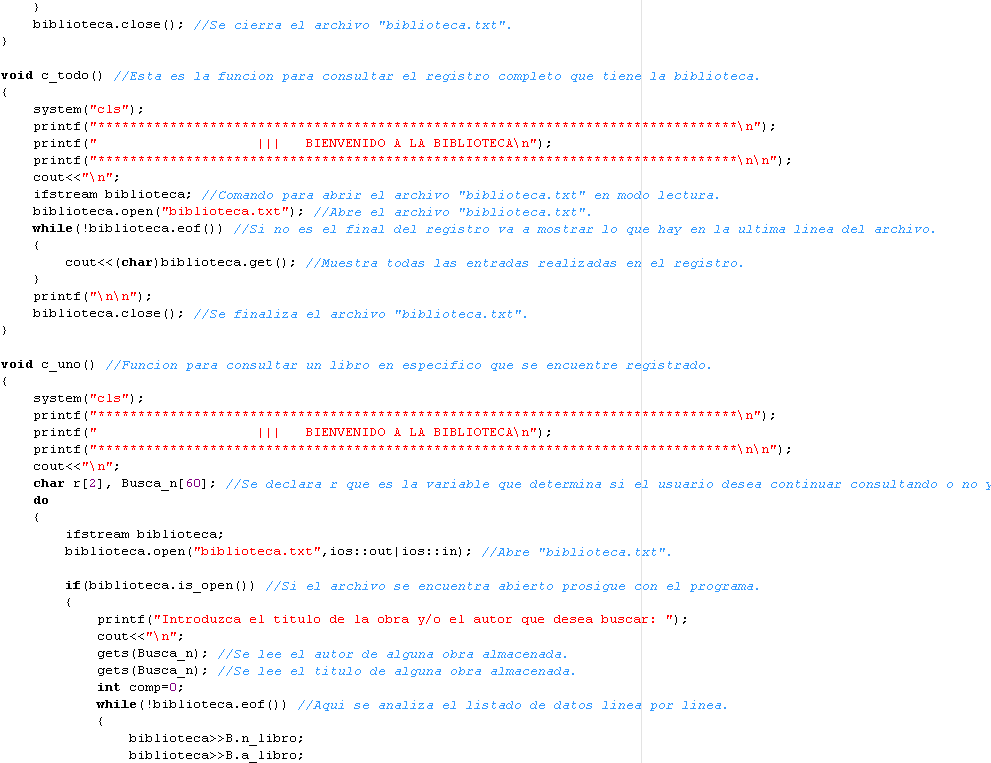 }
    biblioteca.close(); //Se cierra el archivo "biblioteca.txt".
}

void c_todo() //Esta es la funcion para consultar el registro completo que tiene la biblioteca.
{
    system("cls");
    printf("********************************************************************************\n");
    printf("                    |||   BIENVENIDO A LA BIBLIOTECA\n");
    printf("********************************************************************************\n\n");
    cout<<"\n";
    ifstream biblioteca; //Comando para abrir el archivo "biblioteca.txt" en modo lectura.
    biblioteca.open("biblioteca.txt"); //Abre el archivo "biblioteca.txt".
    while(!biblioteca.eof()) //Si no es el final del registro va a mostrar lo que hay en la ultima linea del archivo.
    {
        cout<<(char)biblioteca.get(); //Muestra todas las entradas realizadas en el registro.
    }
    printf("\n\n");
    biblioteca.close(); //Se finaliza el archivo "biblioteca.txt".
}

void c_uno() //Funcion para consultar un libro en especifico que se encuentre registrado.
{
    system("cls");
    printf("********************************************************************************\n");
    printf("                    |||   BIENVENIDO A LA BIBLIOTECA\n");
    printf("********************************************************************************\n\n");
    cout<<"\n";
    char r[2], Busca_n[60]; //Se declara r que es la variable que determina si el usuario desea continuar consultando o no y
    do
    {
        ifstream biblioteca;
        biblioteca.open("biblioteca.txt",ios::out|ios::in); //Abre "biblioteca.txt".

        if(biblioteca.is_open()) //Si el archivo se encuentra abierto prosigue con el programa.
        {
            printf("Introduzca el titulo de la obra y/o el autor que desea buscar: ");
            cout<<"\n";
            gets(Busca_n); //Se lee el autor de alguna obra almacenada.
            gets(Busca_n); //Se lee el titulo de alguna obra almacenada.
            int comp=0;
            while(!biblioteca.eof()) //Aqui se analiza el listado de datos linea por linea.
            {
                biblioteca>>B.n_libro;
                biblioteca>>B.a_libro;